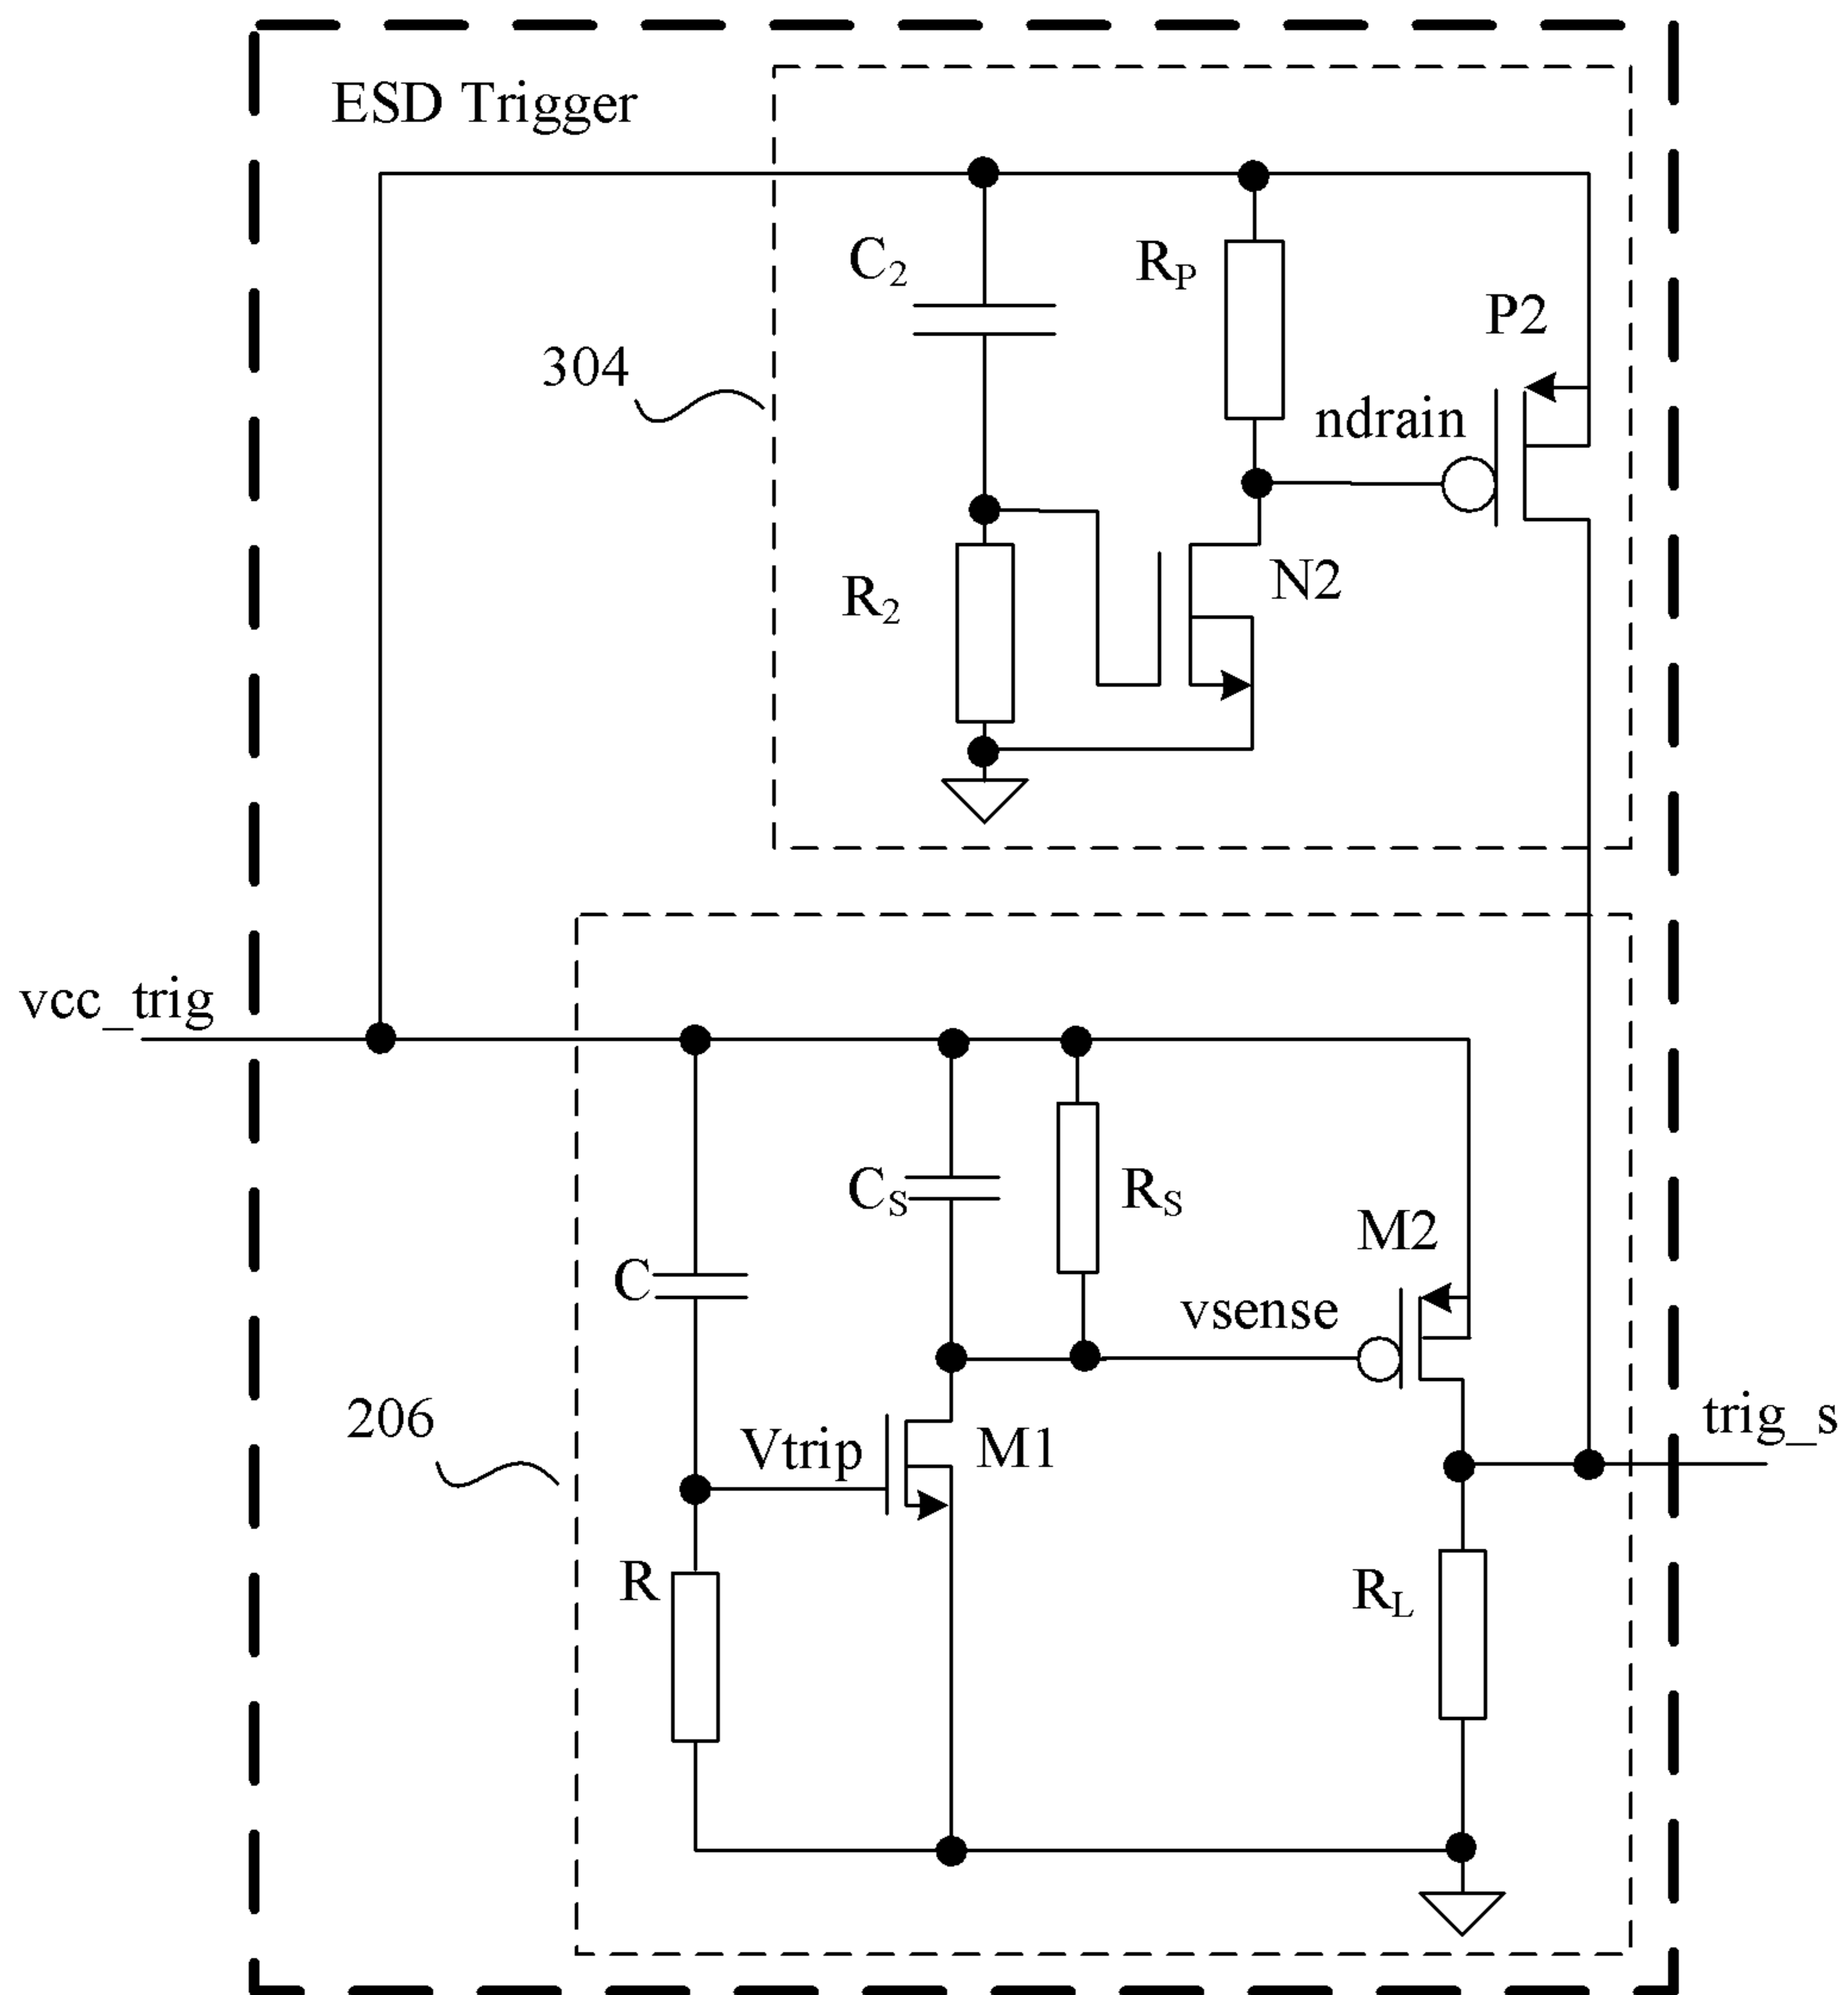 ESD Trigger
C2
RP
P2
304
ndrain
N2
R2
vcc_trig
CS
RS
M2
C
vsense
206
Vtrip
M1
trig_s
R
RL